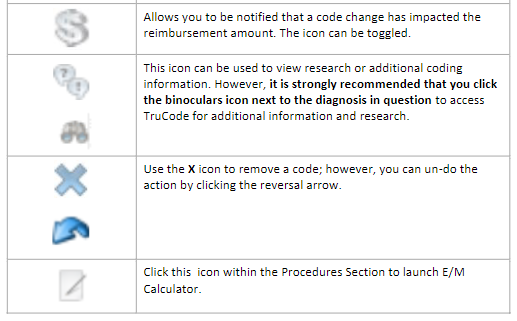 Allows you to be notified that a code change has impacted the
reimbursement amount. The icon can be toggled.
This icon can be used to view research or additional coding
information. However, it is strongly recommended that you click
the binoculars icon next to the diagnosis in question to access
TruCode for additional information and research.
Use the X icon to remove a code; however, you can un-do the
action by clicking the reversal arrow.
Click this  icon within the Procedures Section to launch E/M
Calculator.